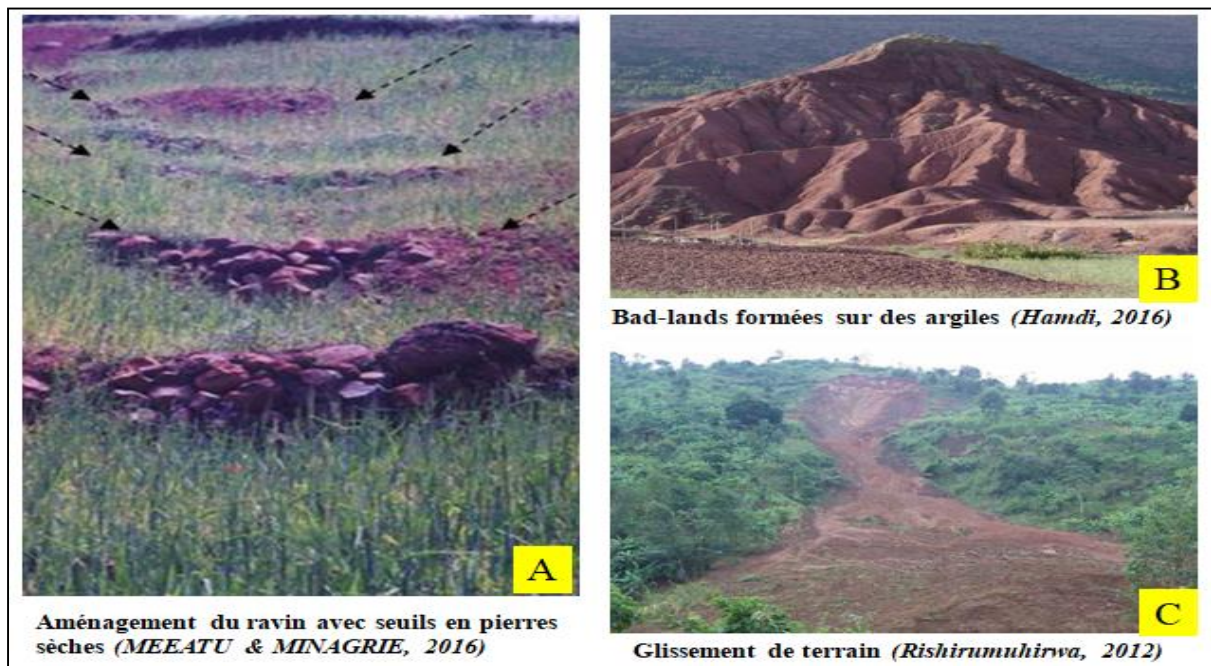 A
Aménagement du ravin avec seuils en pierres
sèches (MEEATU & MINAGRIE, 2016)
B
Bad-lands formées sur des argiles (Hamdi, 2016)
C
Glissement de terrain (Rishirumuhirwa, 2012)